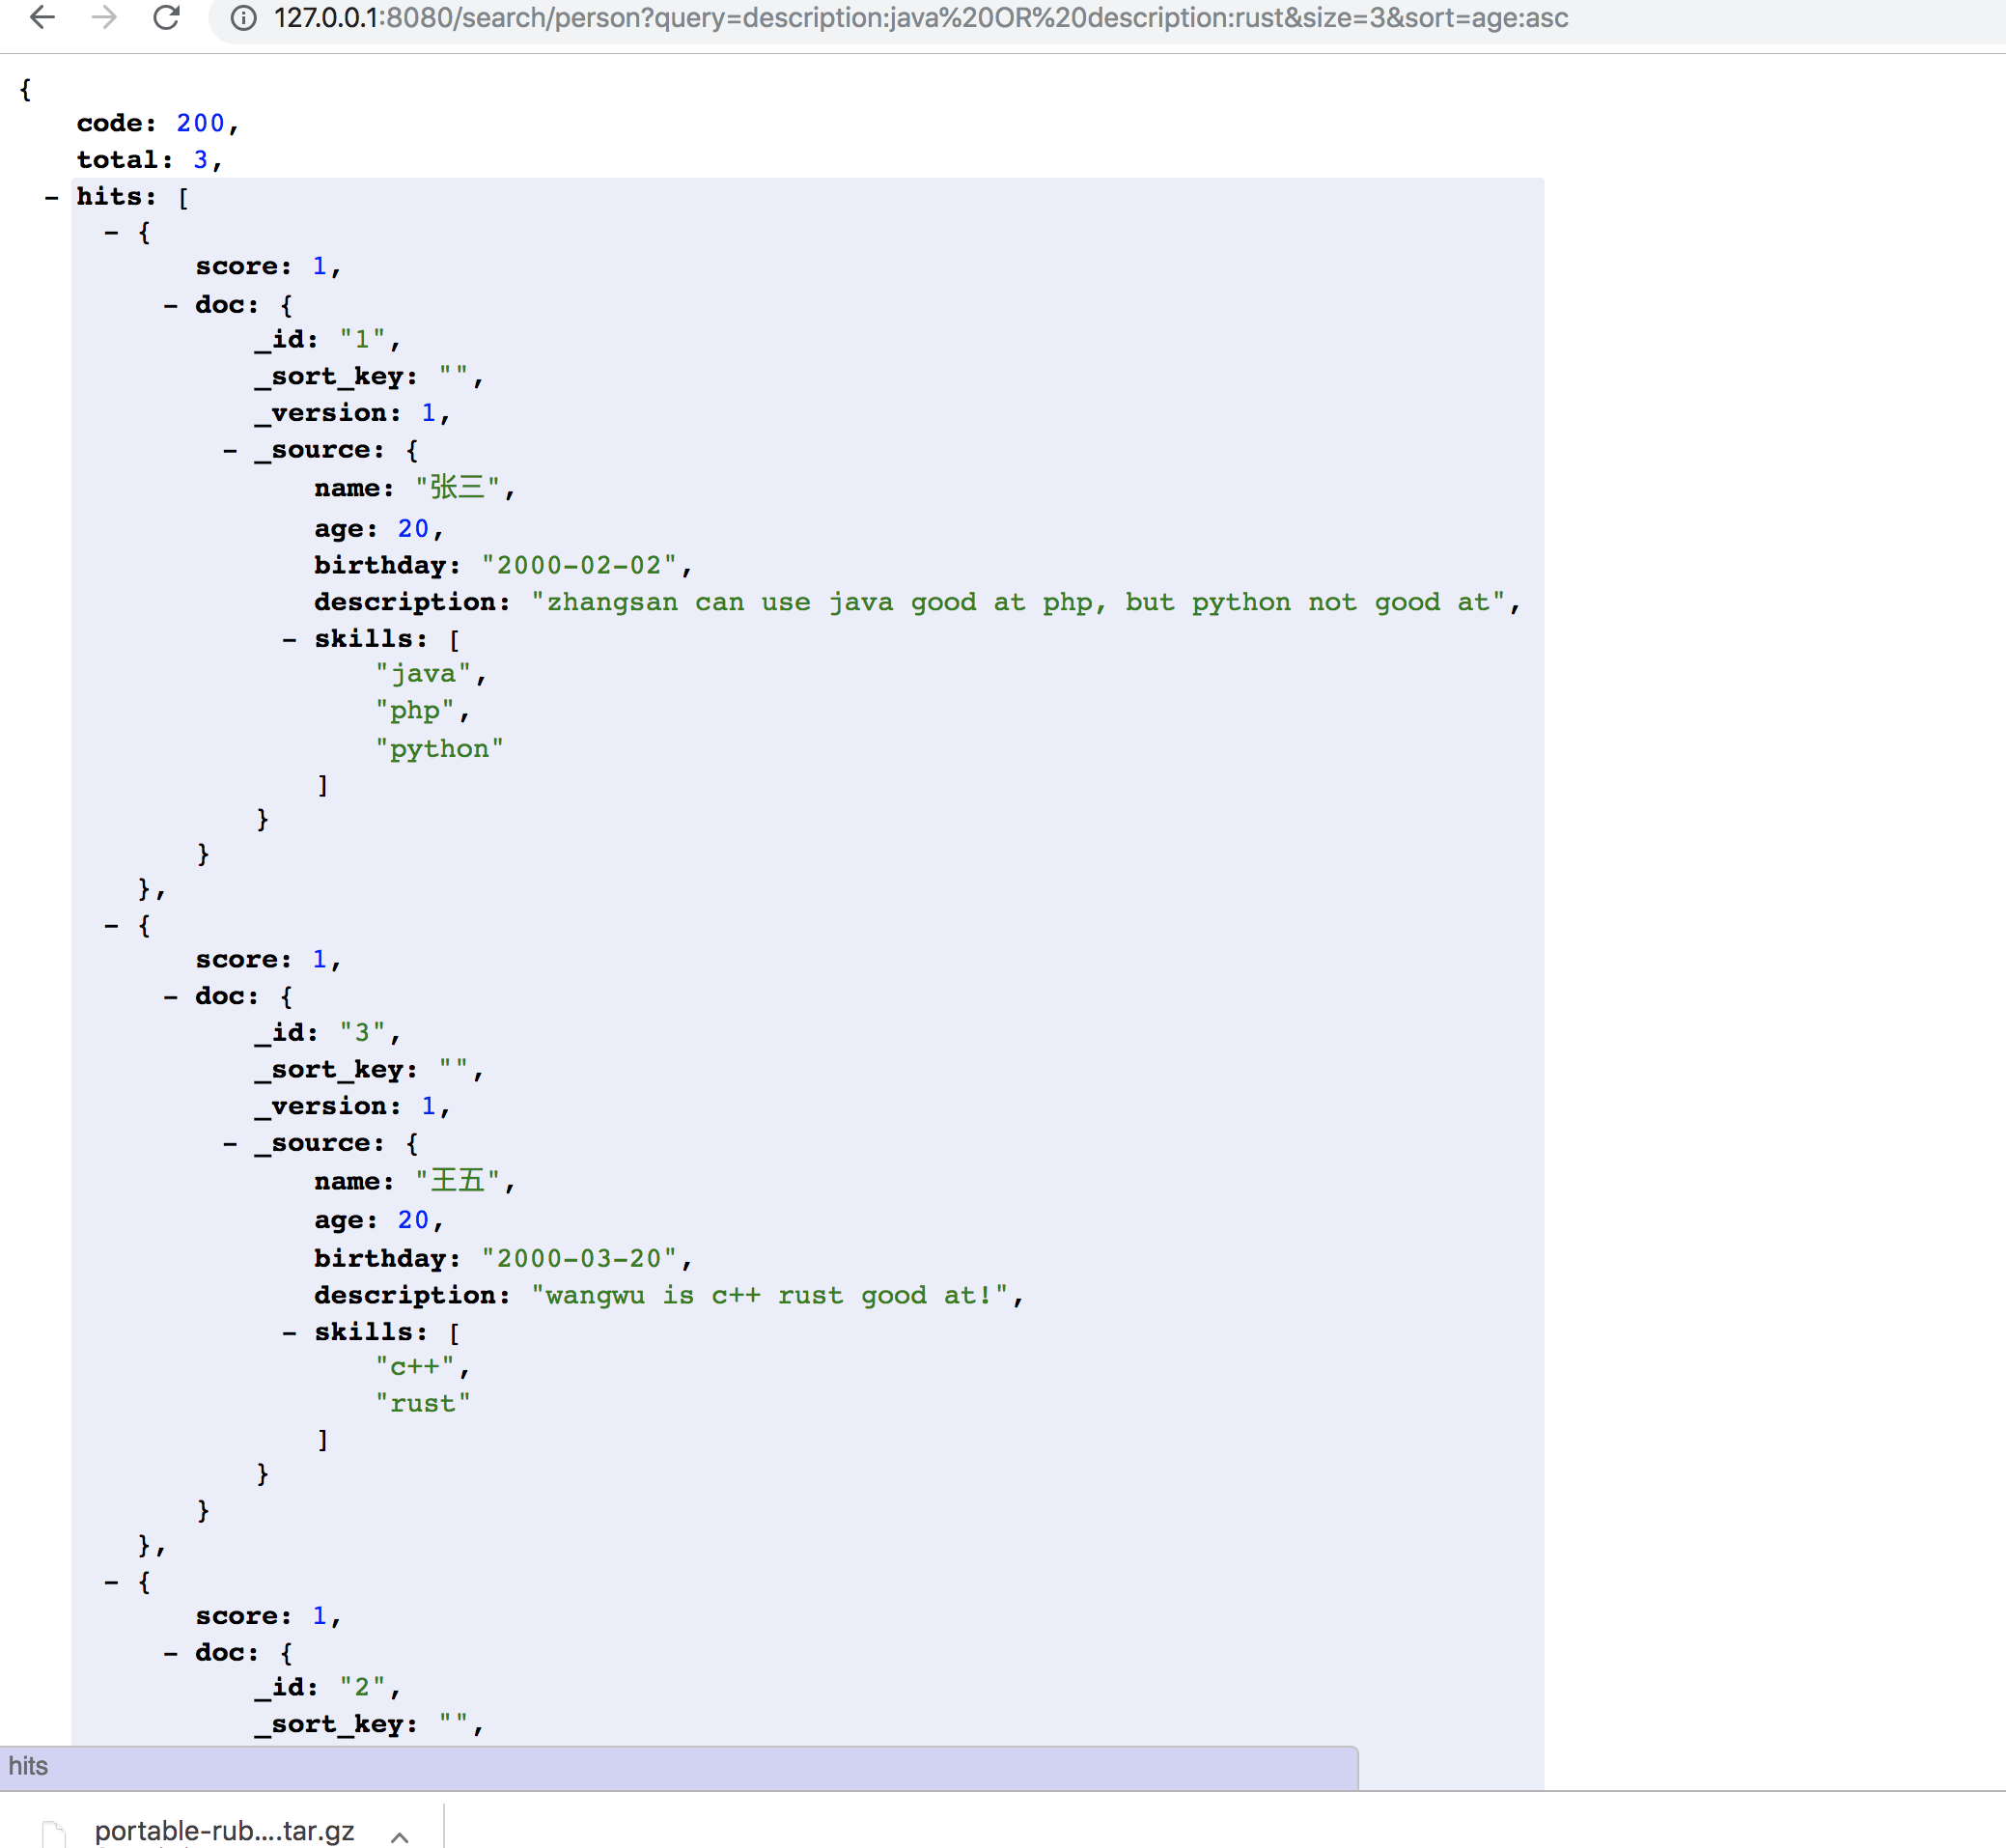 127.0.0.1:8080/search/person?query=description:java%20OR%20description:rust&size=3&sort=age:asc
{
code: 200,
total: 3,
- hits: [
- {
score: 1,
- doc: {
_id: "1",
_sort_key: "",
_version: 1,
- _source: {
name: "张三",
age: 20,
birthday: "2000-02-02",
description: "zhangsan can use java good at php, but python not good at",
- skills: [
"java",
"php",
"python"
]
}
}
},
- {
score: 1,
- doc: {
_id: "3",
_sort_key: "",
_version: 1,
- _source: {
name: "王五",
age: 20,
birthday: "2000-03-20",
description: "wangwu is c++ rust good at!",
- skills: [
"c++",
"rust"
]
}
}
},
- {
score: 1,
- doc: {
_id: "2",
_sort_key: "",
hits
portable-rub....tar.gz